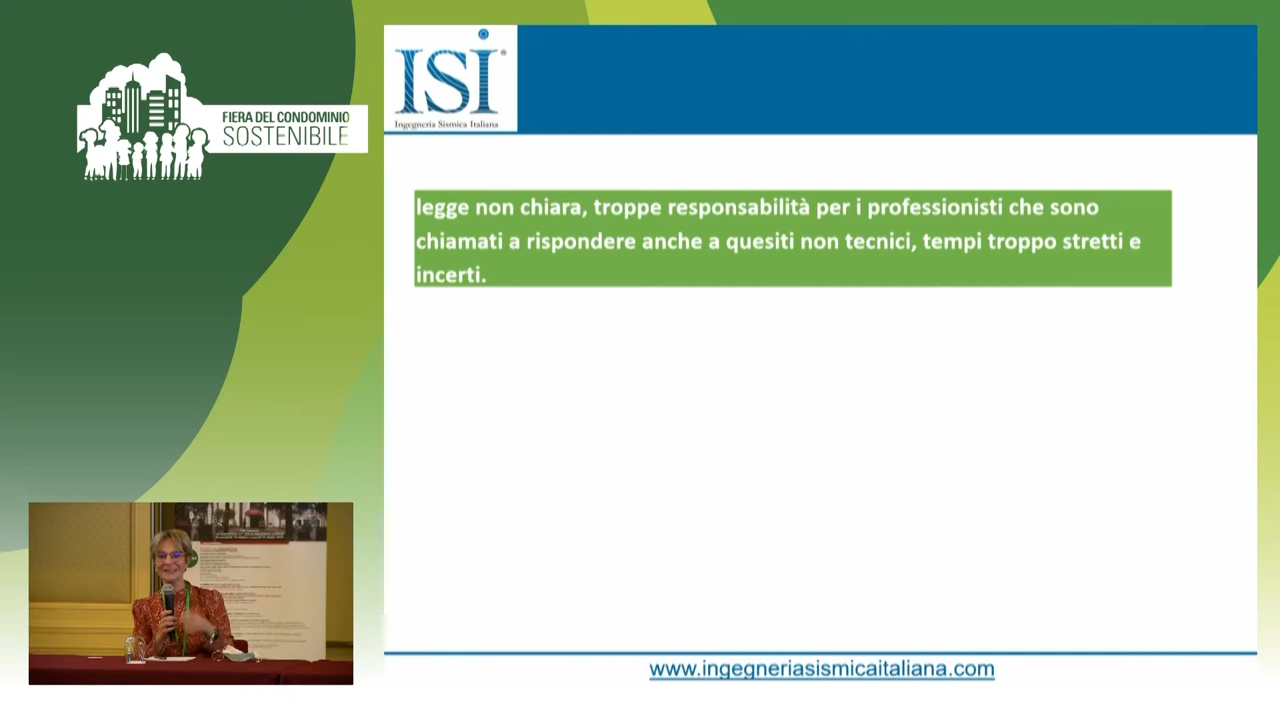 FIERA DEL CONDOMINIO
SOSTENIBILE
ISI
®
Ingegneria Sismica Italiana
legge non chiara, troppe responsabilità per i professionisti che sono
chiamati a rispondere anche a quesiti non tecnici, tempi troppo stretti e
incerti.
www.ingegneriasismicaitaliana.com